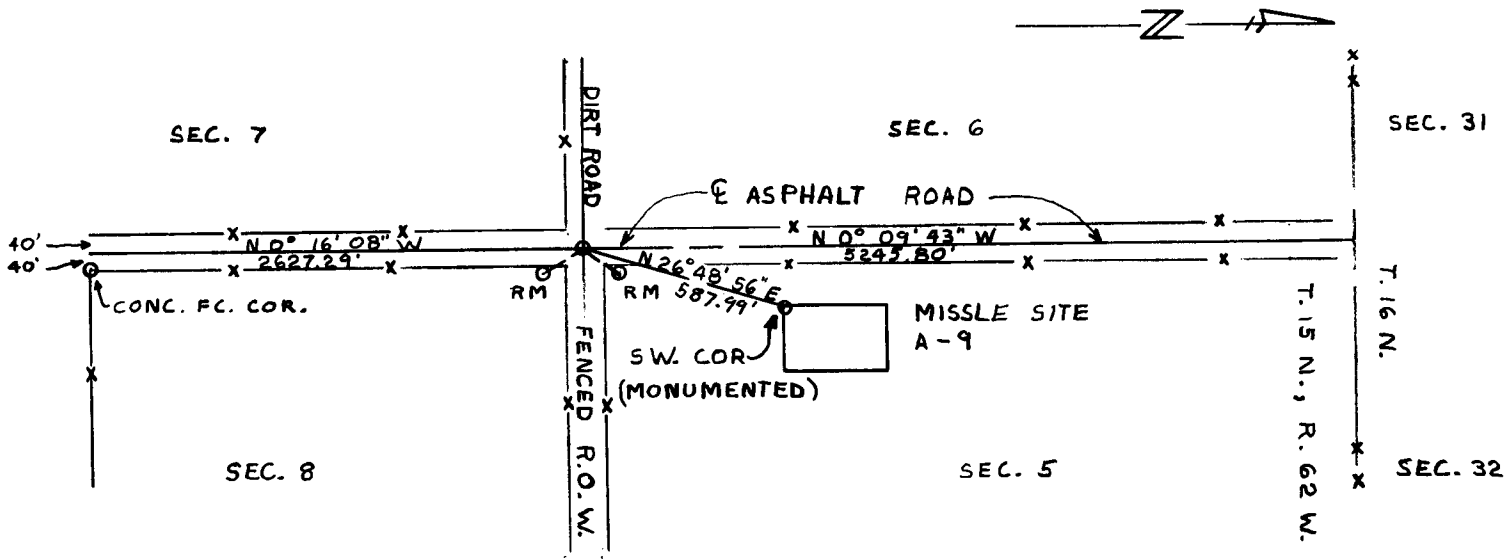 SEC. 7
DIRT ROAD
SEC. 6
SEC. 31
℄ ASPHALT ROAD
40'
40'
N 0° 16' 08" W
2627.29'
N 0° 09' 43" W
5245.80'
N 26° 48' 56" E
587.99'
CONC. FC. COR.
RM
RM
MISSLE SITE
A-9
SW. COR
(MONUMENTED)
FENCED R.O.W.
T. 15 N., R. 62 W.
T. 16 N.
SEC. 8
SEC. 5
SEC. 32
N